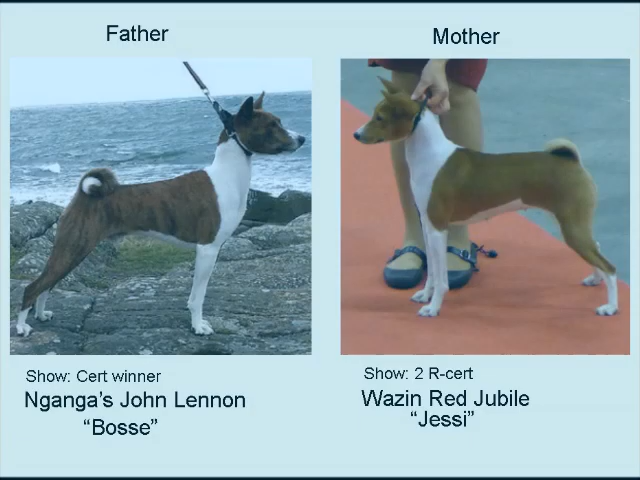 Father
Mother
Show: Cert winner
Nganga's John Lennon
“Bosse”
Show: 2 R-cert
Wazin Red Jubile
“Jessi”